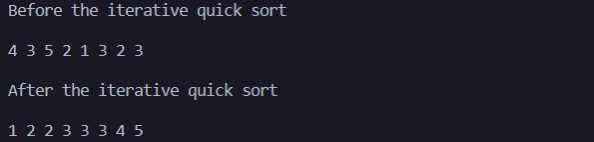 Before the iterative quick sort
4 3 5 2 1 3 2 3
After the iterative quick sort
1 2 2 3 3 3 4 5